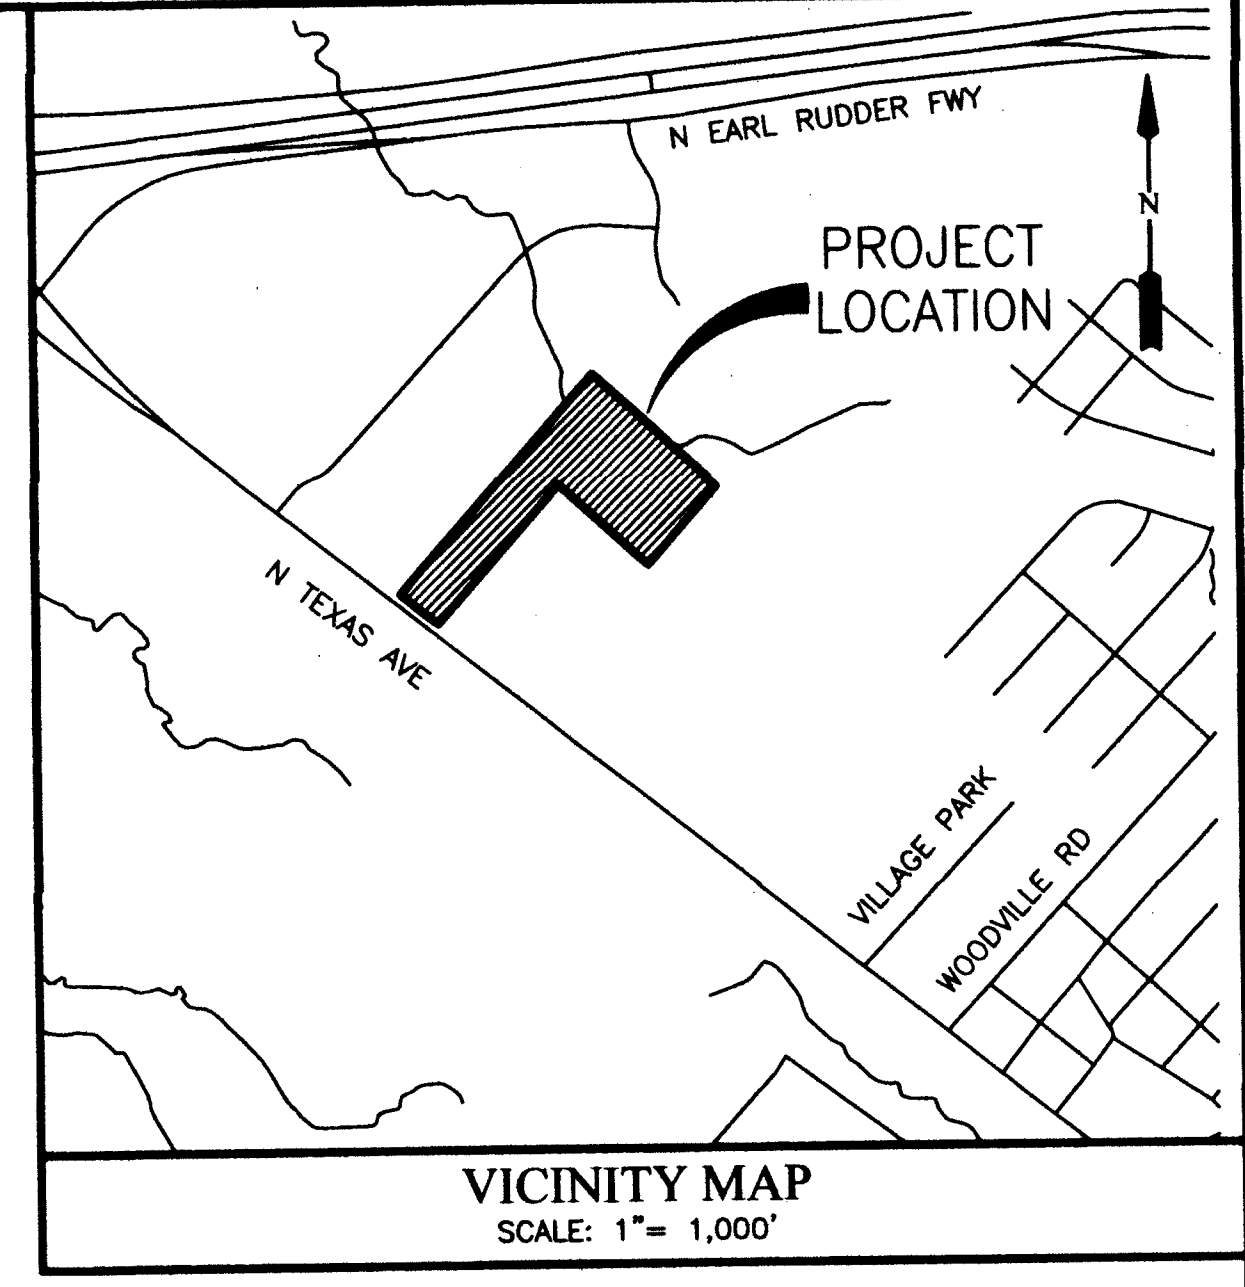 N EARL RUDDER FWY
N
PROJECT
LOCATION
N TEXAS AVE
VILLAGE PARK
WOODVILLE RD
VICINITY MAP
SCALE: 1"= 1,000'